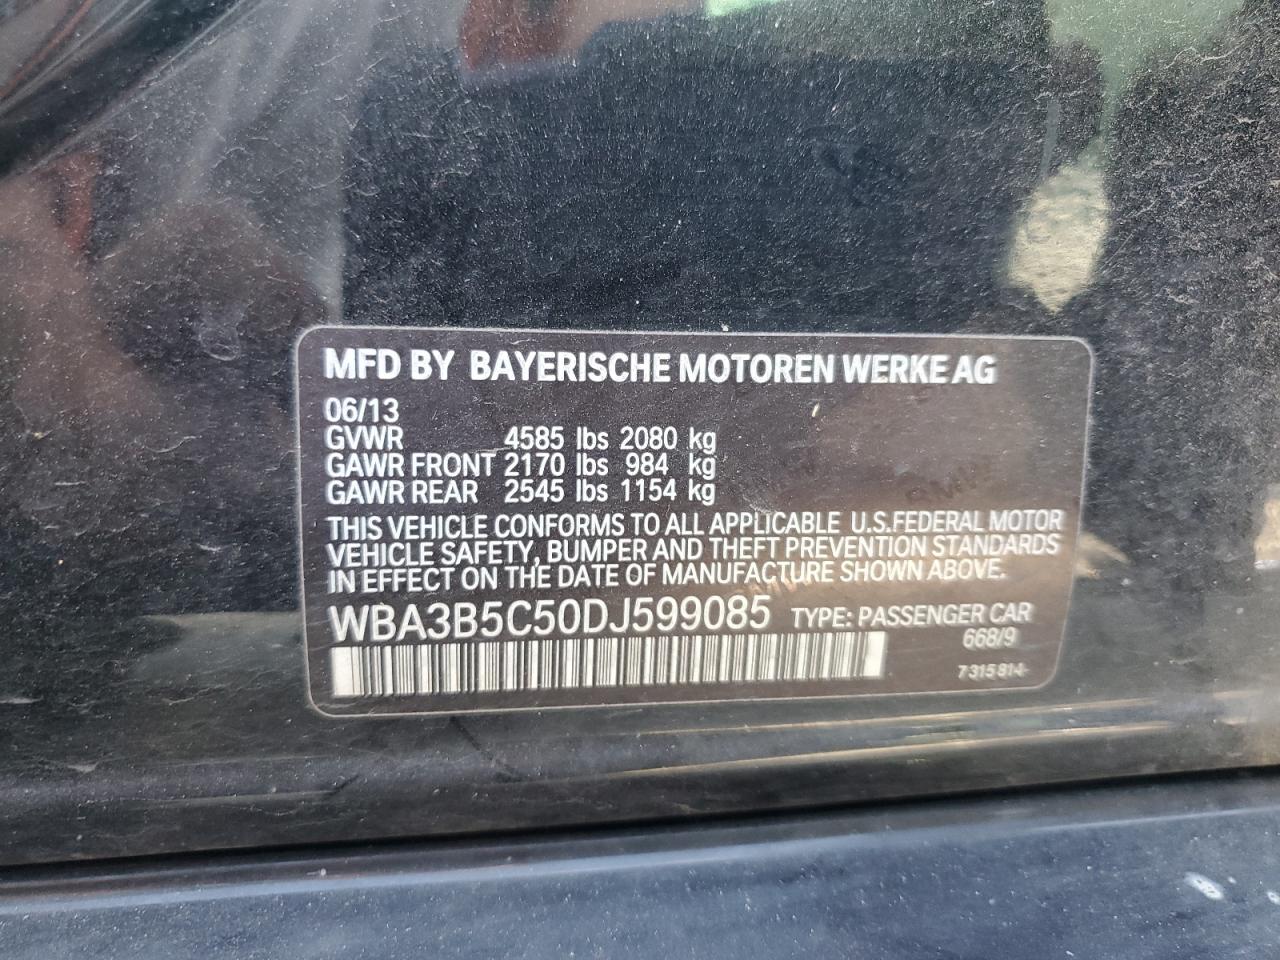 MFD BY BAYERISCHE MOTOREN WERKE AG
06/13
GVWR 4585 lbs 2080 kg
GAWR FRONT 2170 lbs 984 kg
GAWR REAR 2545 lbs 1154 kg
THIS VEHICLE CONFORMS TO ALL APPLICABLE U.S.FEDERAL MOTOR
VEHICLE SAFETY, BUMPER AND THEFT PREVENTION STANDARDS
IN EFFECT ON THE DATE OF MANUFACTURE SHOWN ABOVE.
WBA3B5C50DJ599085 TYPE: PASSENGER CAR
668/9
7315814